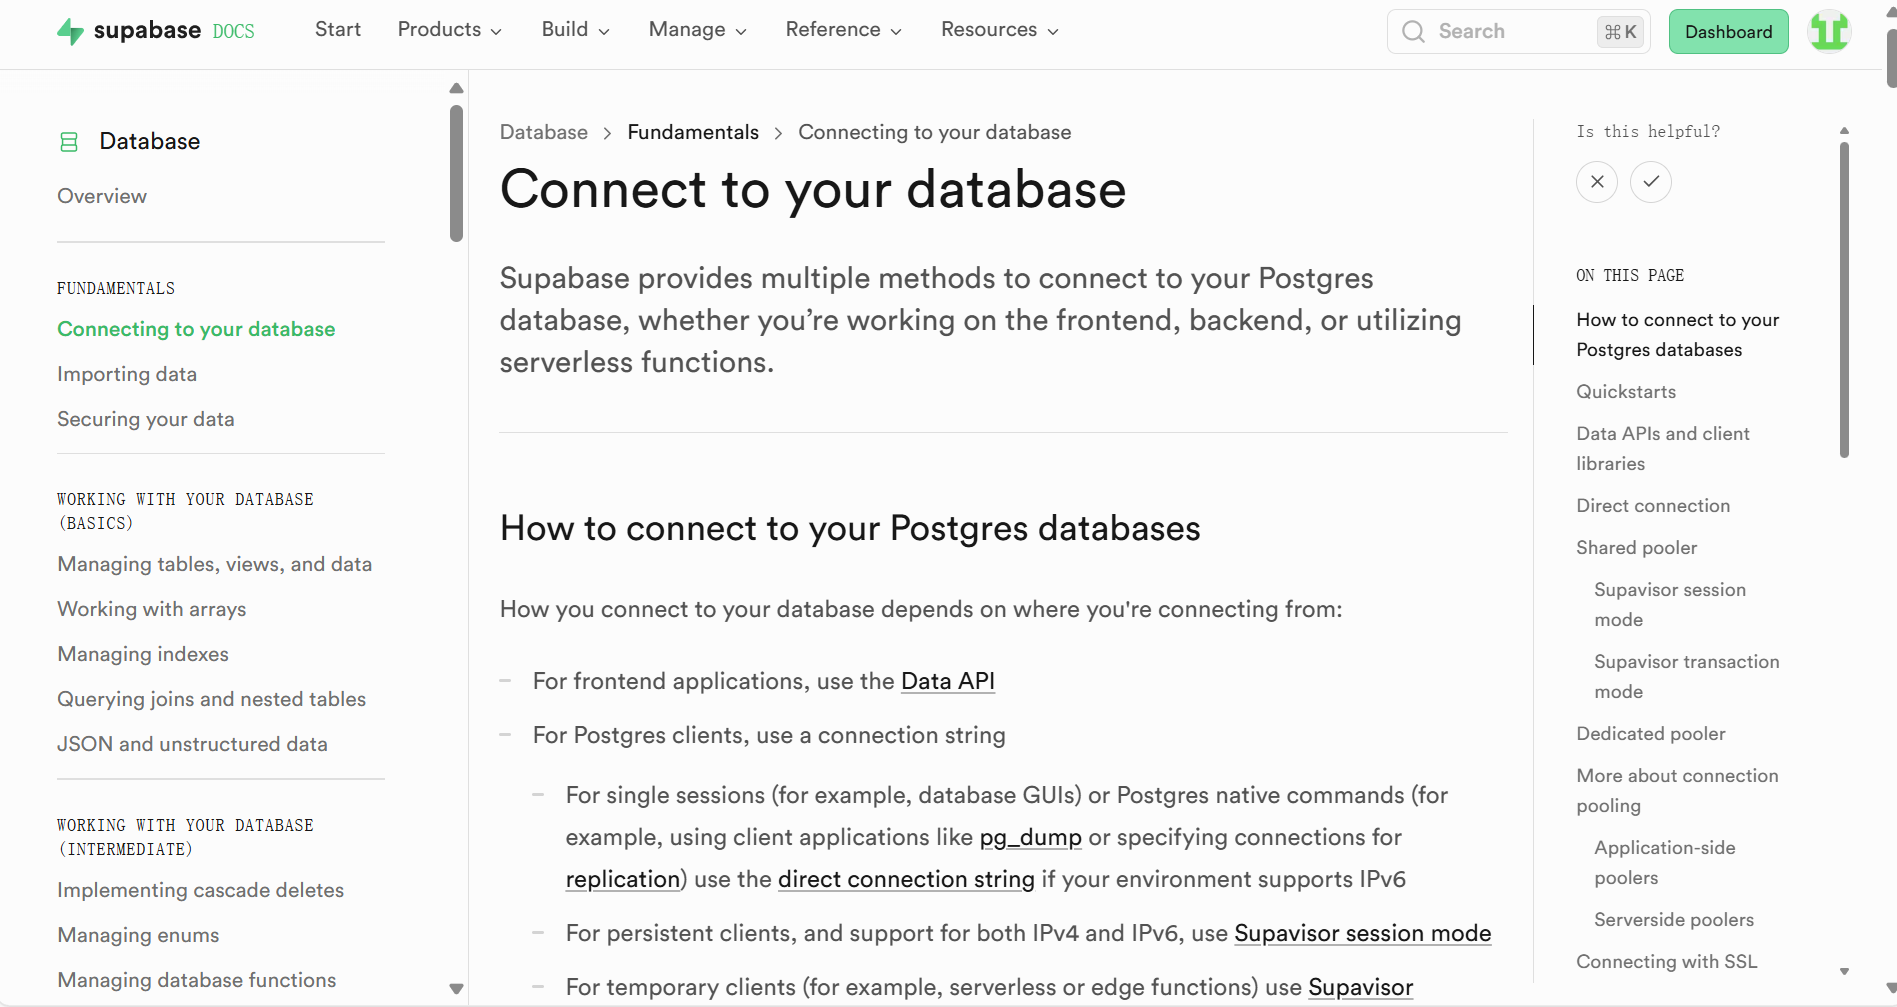 supabase DOCS
Start
Products
Build
Manage
Reference
Resources
Search
⌘K
Dashboard
Database
Overview
FUNDAMENTALS
Connecting to your database
Importing data
Securing your data
WORKING WITH YOUR DATABASE
(BASICS)
Managing tables, views, and data
Working with arrays
Managing indexes
Querying joins and nested tables
JSON and unstructured data
WORKING WITH YOUR DATABASE
(INTERMEDIATE)
Implementing cascade deletes
Managing enums
Managing database functions
Database > Fundamentals > Connecting to your database
Connect to your database
Supabase provides multiple methods to connect to your Postgres
database, whether you’re working on the frontend, backend, or utilizing
serverless functions.
How to connect to your Postgres databases
How you connect to your database depends on where you're connecting from:
For frontend applications, use the Data API
For Postgres clients, use a connection string
For single sessions (for example, database GUIs) or Postgres native commands (for
example, using client applications like pg_dump or specifying connections for
replication) use the direct connection string if your environment supports IPv6
For persistent clients, and support for both IPv4 and IPv6, use Supavisor session mode
For temporary clients (for example, serverless or edge functions) use Supavisor
Is this helpful?
ON THIS PAGE
How to connect to your
Postgres databases
Quickstarts
Data APIs and client
libraries
Direct connection
Shared pooler
Supavisor session
mode
Supavisor transaction
mode
Dedicated pooler
More about connection
pooling
Application-side
poolers
Serverside poolers
Connecting with SSL